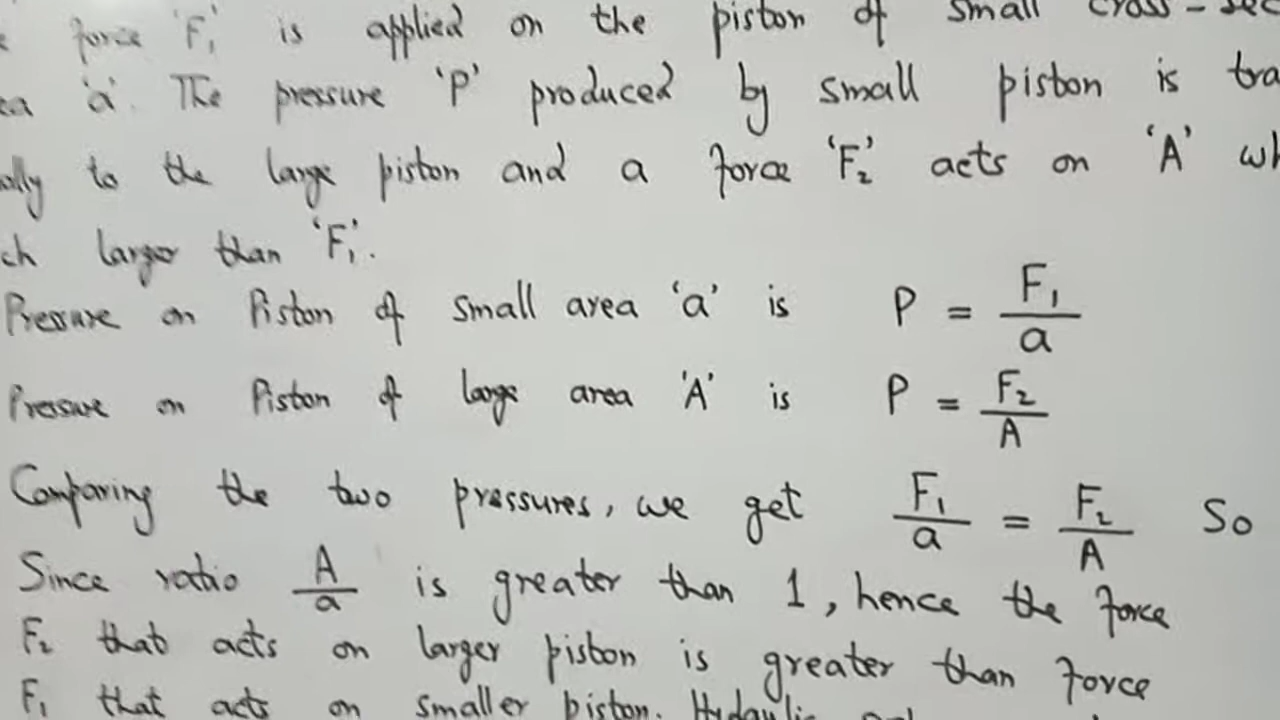 force 'F₁' is applied on the piston of small cross-sec
ea 'a'. The pressure 'P' produced by small piston is tra
ally to the large piston and a force 'F₂' acts on 'A' wh
ch larger than 'F₁'.
Pressure on Piston of small area 'a' is P = F₁/a
Pressure on Piston of large area 'A' is P = F₂/A
Comparing the two pressures, we get F₁/a = F₂/A So
Since ratio A/a is greater than 1, hence the force
F₂ that acts on larger piston is greater than force
F₁ that acts on smaller piston. Hydaulic